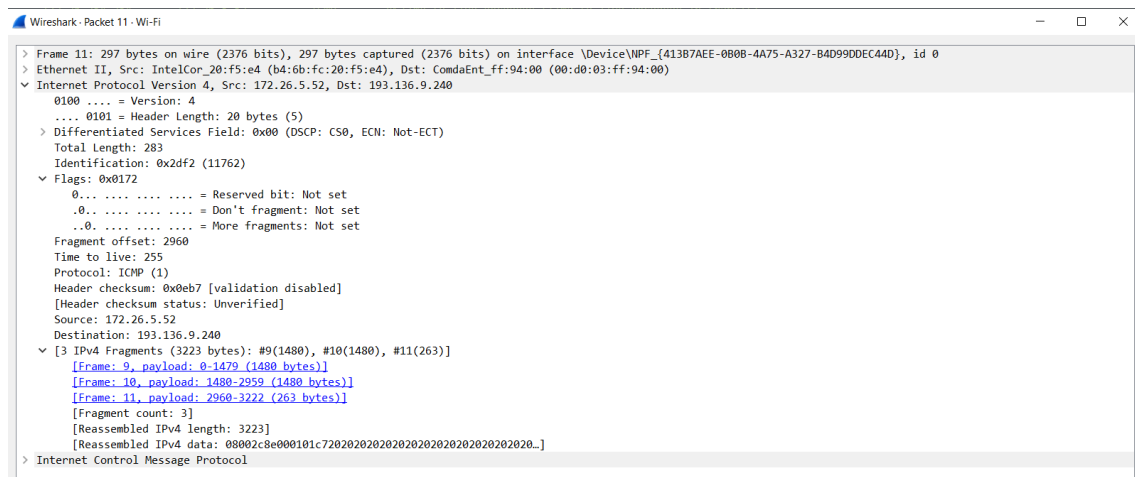 Wireshark · Packet 11 · Wi-Fi
Frame 11: 297 bytes on wire (2376 bits), 297 bytes captured (2376 bits) on interface \Device\NPF_{413B7AEE-0B0B-4A75-A327-B4D99DDEC44D}, id 0
Ethernet II, Src: IntelCor_20:f5:e4 (b4:6b:fc:20:f5:e4), Dst: ComdaEnt_ff:94:00 (00:d0:03:ff:94:00)
Internet Protocol Version 4, Src: 172.26.5.52, Dst: 193.136.9.240
0100 .... = Version: 4
.... 0101 = Header Length: 20 bytes (5)
Differentiated Services Field: 0x00 (DSCP: CS0, ECN: Not-ECT)
Total Length: 283
Identification: 0x2df2 (11762)
Flags: 0x0172
0... .... .... .... = Reserved bit: Not set
.0.. .... .... .... = Don't fragment: Not set
..0. .... .... .... = More fragments: Not set
Fragment offset: 2960
Time to live: 255
Protocol: ICMP (1)
Header checksum: 0x0eb7 [validation disabled]
[Header checksum status: Unverified]
Source: 172.26.5.52
Destination: 193.136.9.240
[3 IPv4 Fragments (3223 bytes): #9(1480), #10(1480), #11(263)]
[Frame: 9, payload: 0-1479 (1480 bytes)]
[Frame: 10, payload: 1480-2959 (1480 bytes)]
[Frame: 11, payload: 2960-3222 (263 bytes)]
[Fragment count: 3]
[Reassembled IPv4 length: 3223]
[Reassembled IPv4 data: 08002c8e000101c7202020202020202020202020202020…]
Internet Control Message Protocol